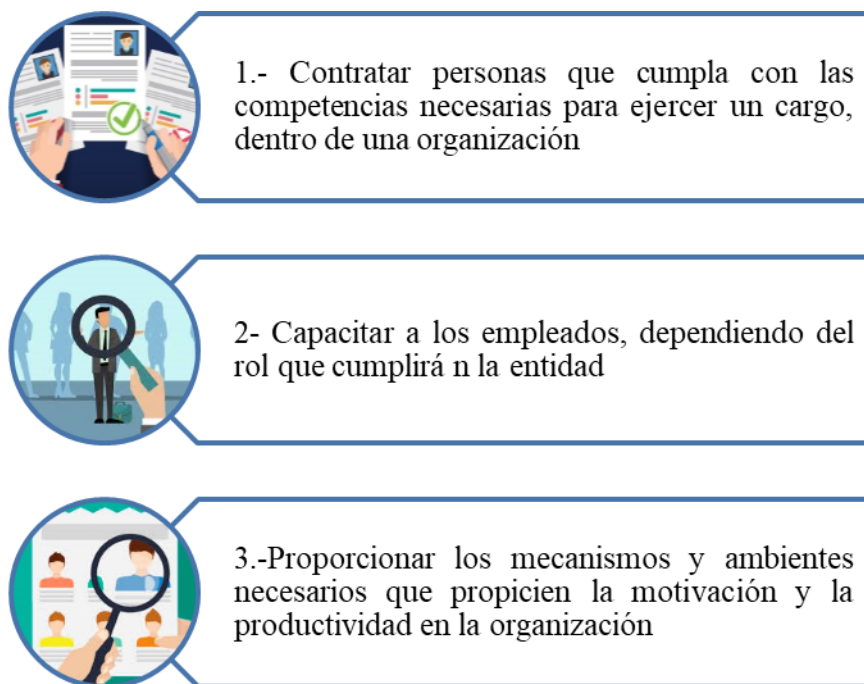 1.- Contratar personas que cumpla con las
competencias necesarias para ejercer un cargo,
dentro de una organización
2- Capacitar a los empleados, dependiendo del
rol que cumplirá n la entidad
3.-Proporcionar los mecanismos y ambientes
necesarios que propicien la motivación y la
productividad en la organización